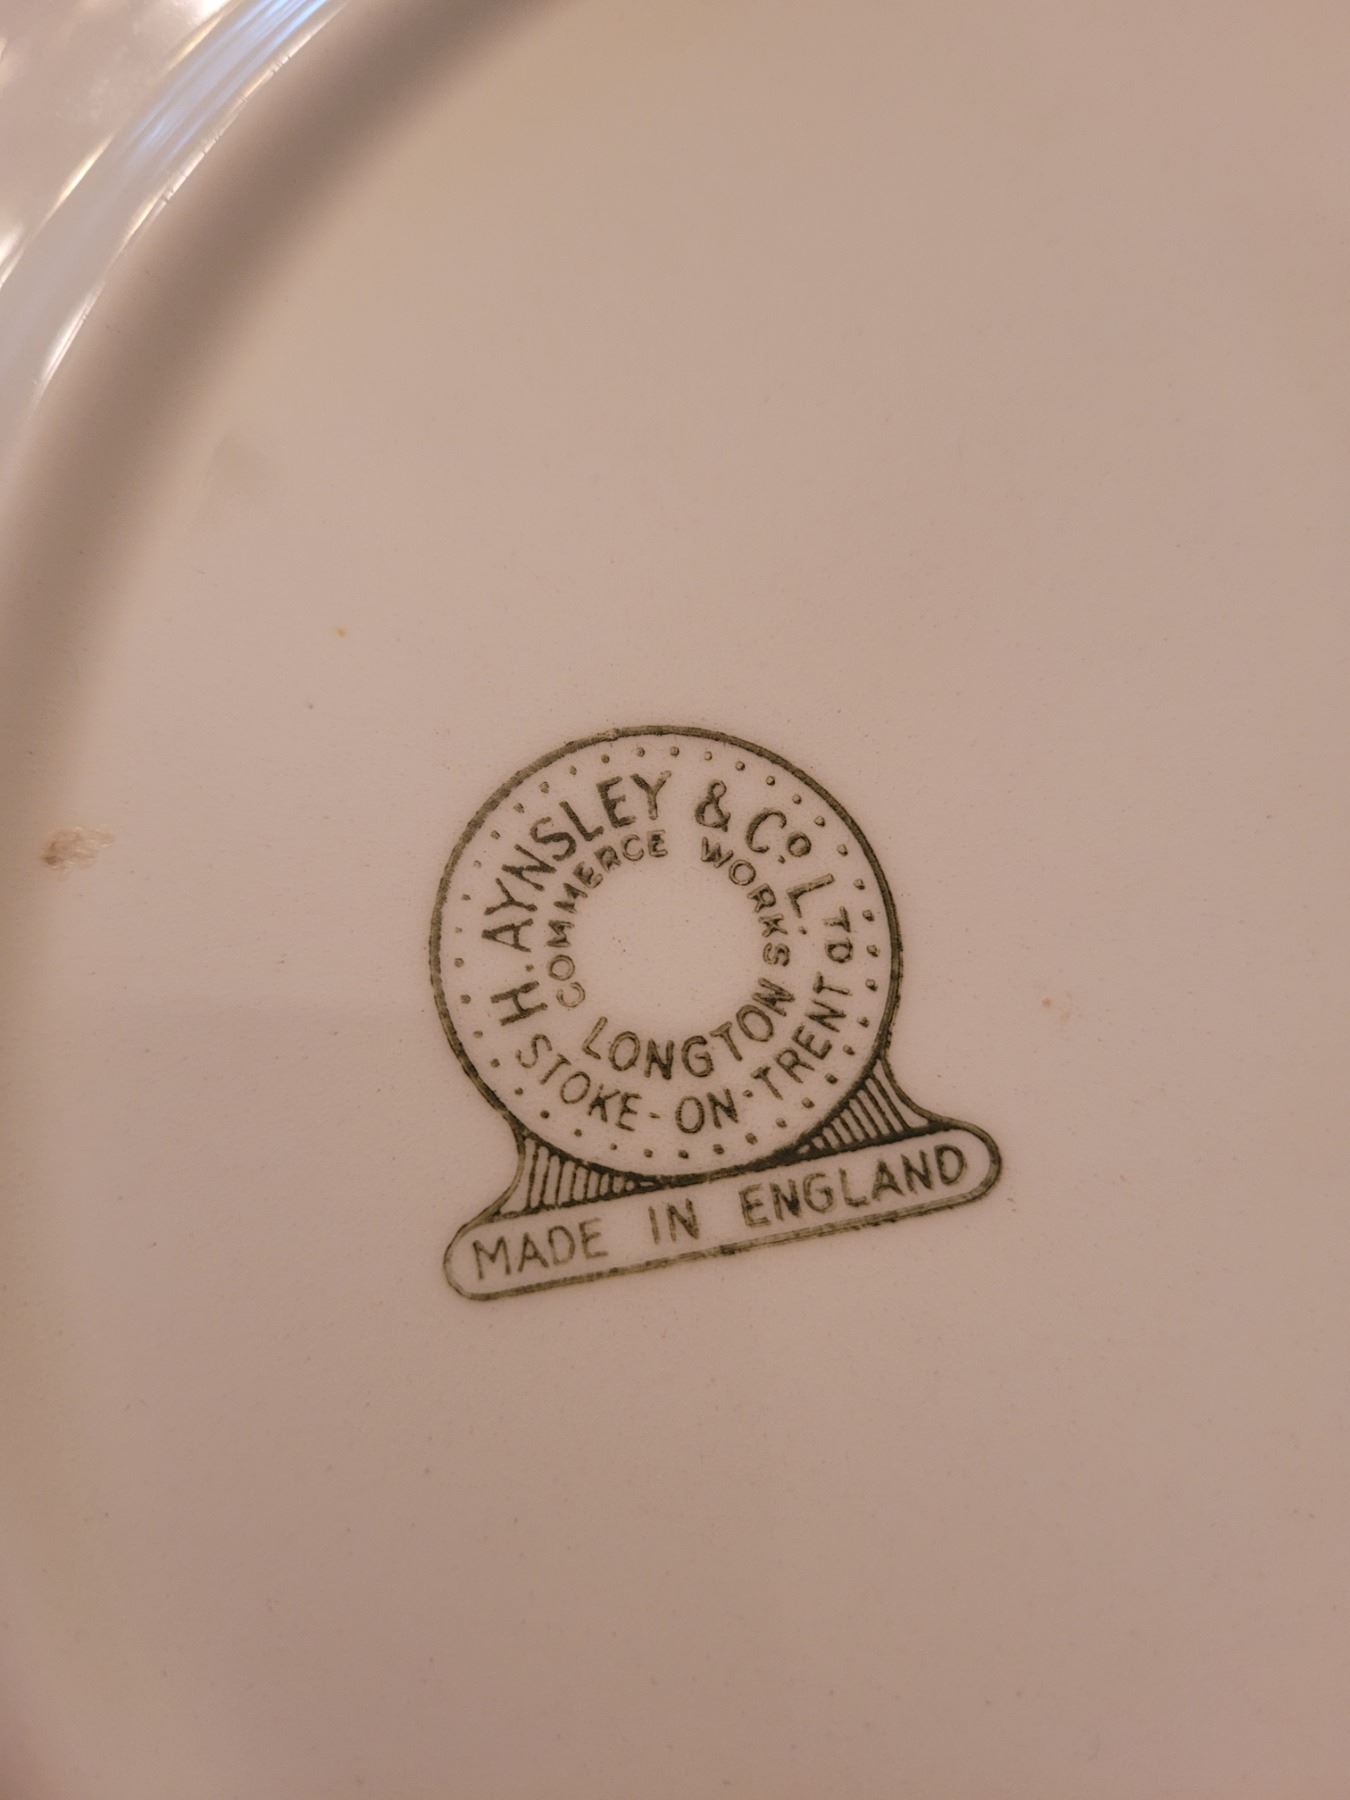 H. AYNSLEY & Co. LTD
COMMERCE WORKS
LONGTON
STOKE-ON-TRENT
MADE IN ENGLAND